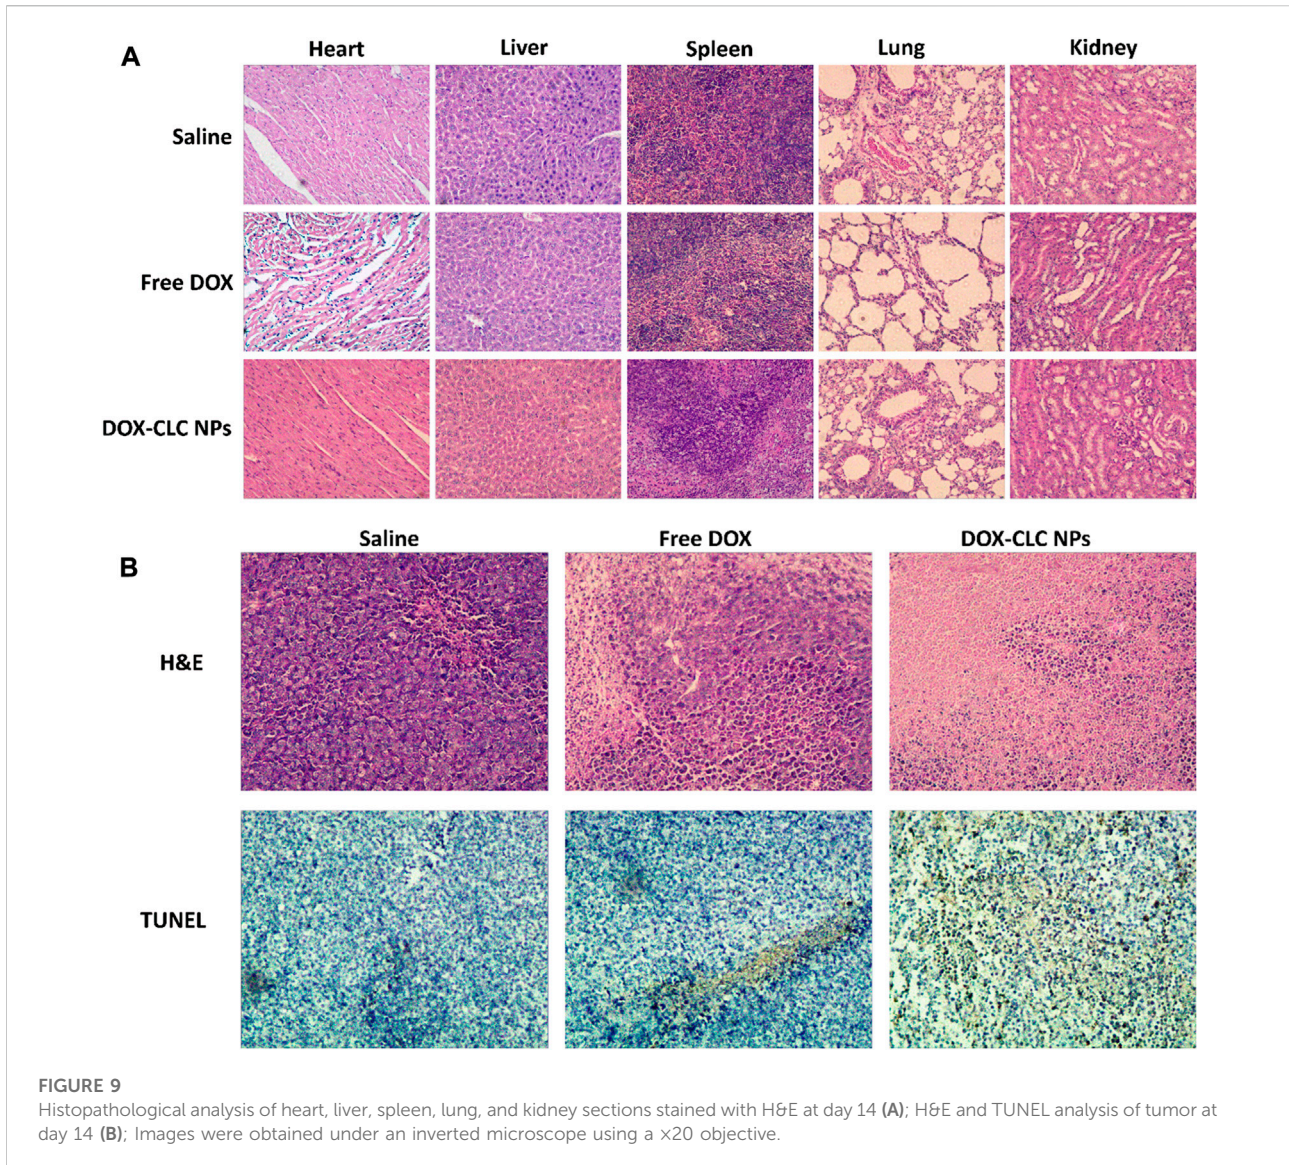 A
Heart Liver Spleen Lung Kidney
Saline
Free DOX
DOX-CLC NPs
B
Saline Free DOX DOX-CLC NPs
H&E
TUNEL
FIGURE 9
Histopathological analysis of heart, liver, spleen, lung, and kidney sections stained with H&E at day 14 (A); H&E and TUNEL analysis of tumor at
day 14 (B); Images were obtained under an inverted microscope using a ×20 objective.